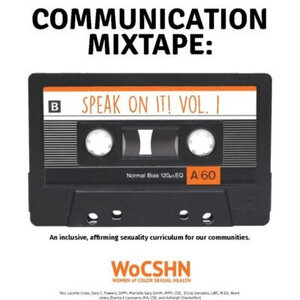 COMMUNICATION
MIXTAPE:
B
SPEAK ON IT! VOL. 1
Normal Bias 120µs EQ
A/60
An inclusive, affirming sexuality curriculum for our communities.
WoCSHN
WOMEN of COLOR SEXUAL HEALTH